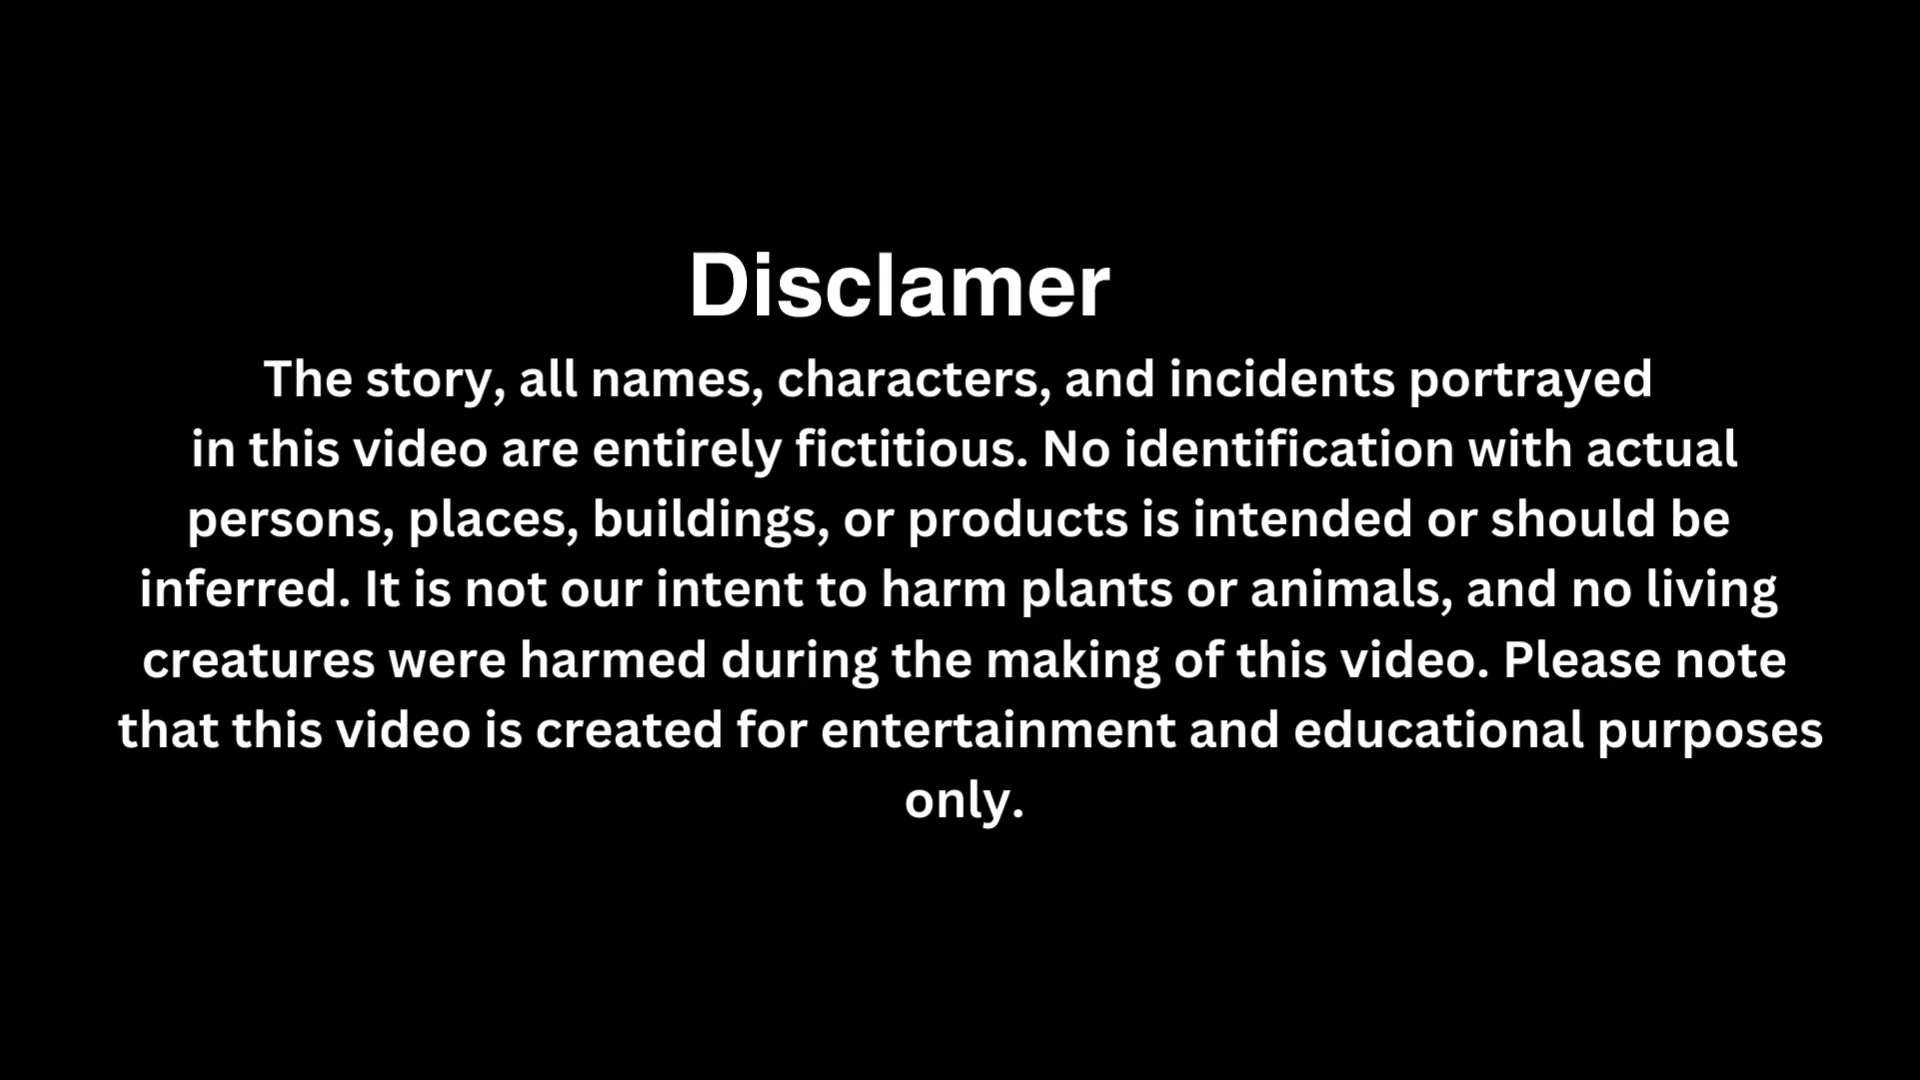 Disclamer
The story, all names, characters, and incidents portrayed
in this video are entirely fictitious. No identification with actual
persons, places, buildings, or products is intended or should be
inferred. It is not our intent to harm plants or animals, and no living
creatures were harmed during the making of this video. Please note
that this video is created for entertainment and educational purposes
only.